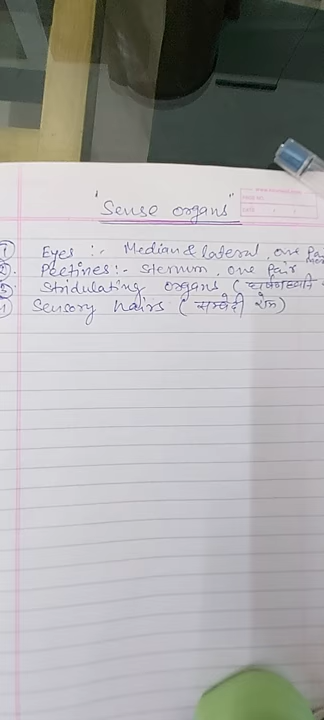 "Sense organs"
① Eyes :- Median & lateral, one Pa
②. Pectines:- Sternum, one Pair
③. Stridulating organs (
④ Sensory hairs ( सम्वेदी रोम)